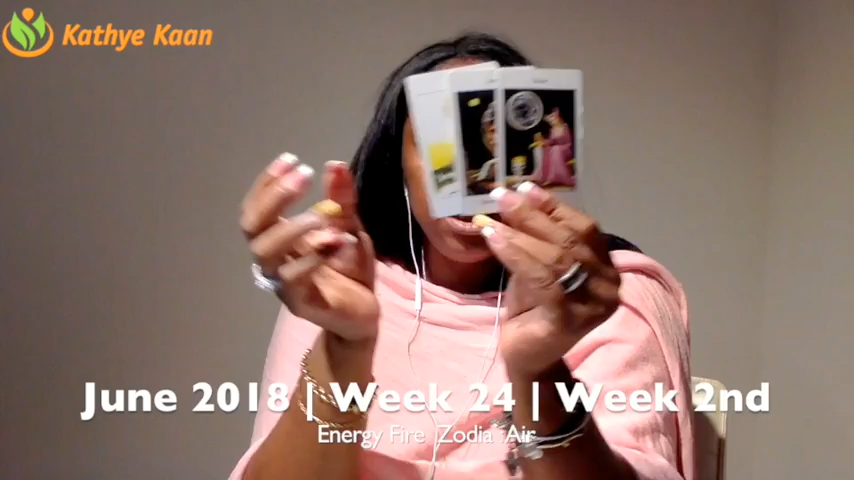 Kathye Kaan
June 2018 | Week 24 | Week 2nd
Energy Fire | Zodia Air